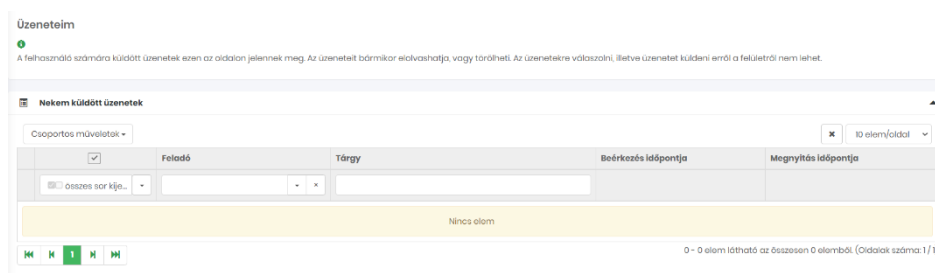 Üzeneteim
A felhasználó számára küldött üzenetek ezen az oldalon jelennek meg. Az üzeneteit bármikor elolvashatja, vagy törölheti. Az üzenetekre válaszolni, illetve üzenetet küldeni erről a felületről nem lehet.
Nekem küldött üzenetek
Csoportos műveletek
10 elem/oldal
Feladó Tárgy Beérkezés időpontja Megnyitás időpontja
összes sor kije...
Nincs elem
1
0 - 0 elem látható az összesen 0 elemből. (Oldalak száma: 1 / 1